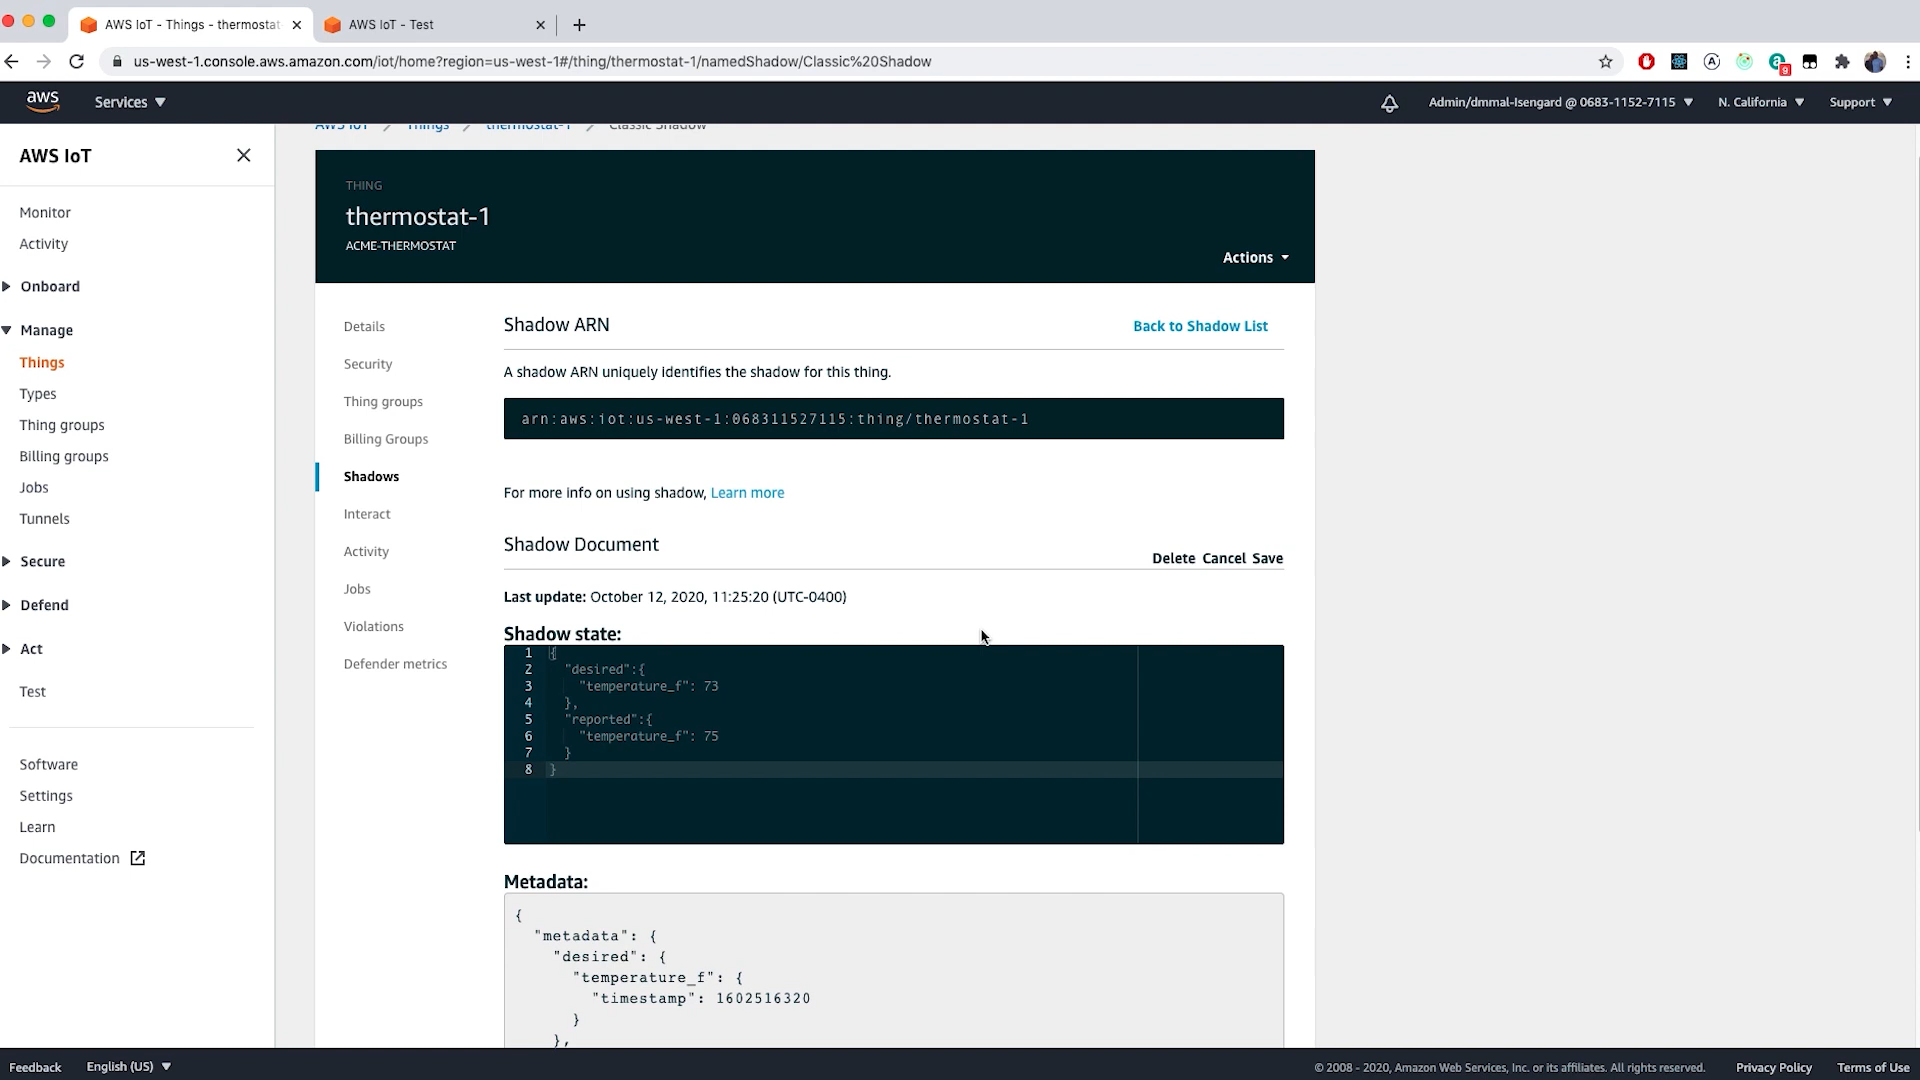 AWS IoT - Things - thermostat
AWS IoT - Test
us-west-1.console.aws.amazon.com/iot/home?region=us-west-1#/thing/thermostat-1/namedShadow/Classic%20Shadow
9
aws
Services
Admin/dmmal-Isengard @ 0683-1152-7115
N. California
Support
AWS IoT
Things
thermostat-1
Classic Shadow
AWS IoT
Monitor
Activity
Onboard
Manage
Things
Types
Thing groups
Billing groups
Jobs
Tunnels
Secure
Defend
Act
Test
Software
Settings
Learn
Documentation
THING
thermostat-1
ACME-THERMOSTAT
Actions
Details
Security
Thing groups
Billing Groups
Shadows
Interact
Activity
Jobs
Violations
Defender metrics
Shadow ARN
Back to Shadow List
A shadow ARN uniquely identifies the shadow for this thing.
arn:aws:iot:us-west-1:068311527115:thing/thermostat-1
For more info on using shadow, Learn more
Shadow Document
Delete Cancel Save
Last update: October 12, 2020, 11:25:20 (UTC-0400)
Shadow state:
1 {
2 "desired":{
3 "temperature_f": 73
4 },
5 "reported":{
6 "temperature_f": 75
7 }
8 }
Metadata:
{
"metadata": {
"desired": {
"temperature_f": {
"timestamp": 1602516320
}
},
Feedback
English (US)
© 2008 - 2020, Amazon Web Services, Inc. or its affiliates. All rights reserved.
Privacy Policy
Terms of Use